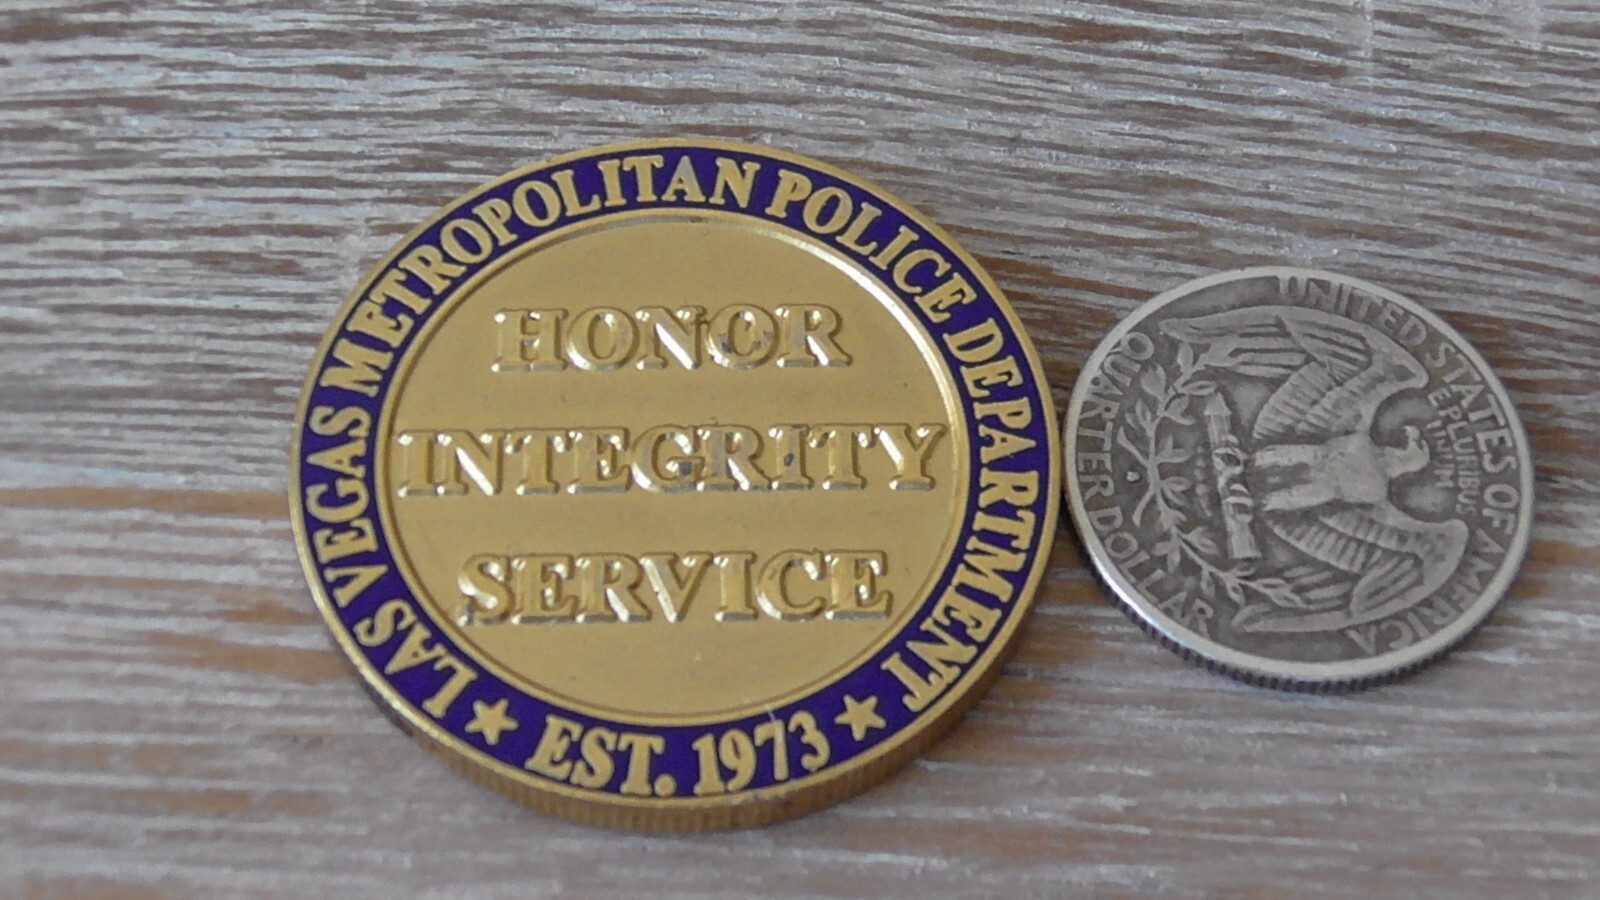 LAS VEGAS METROPOLITAN POLICE DEPARTMENT
HONOR
INTEGRITY
SERVICE
★ EST. 1973 ★
UNITED STATES OF AMERICA
E PLURIBUS
UNUM
QUARTER DOLLAR